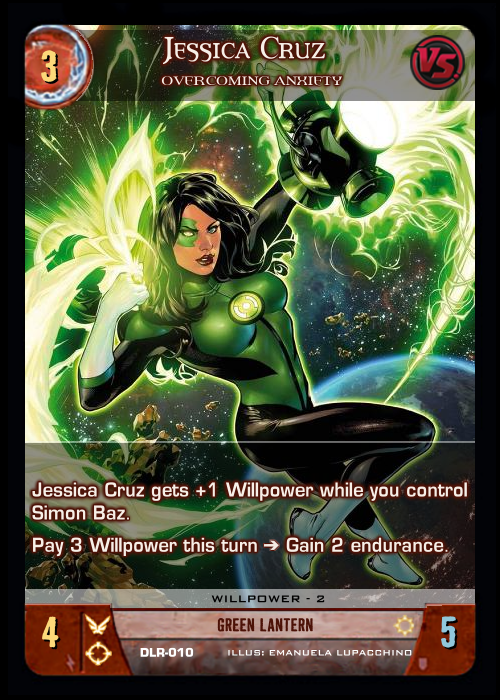 3
Jessica Cruz
VS.
OVERCOMING ANXIETY
Jessica Cruz gets +1 Willpower while you control
Simon Baz.
Pay 3 Willpower this turn ➔ Gain 2 endurance.
WILLPOWER - 2
4
GREEN LANTERN
5
DLR-010
ILLUS: EMANUELA LUPACCHINO